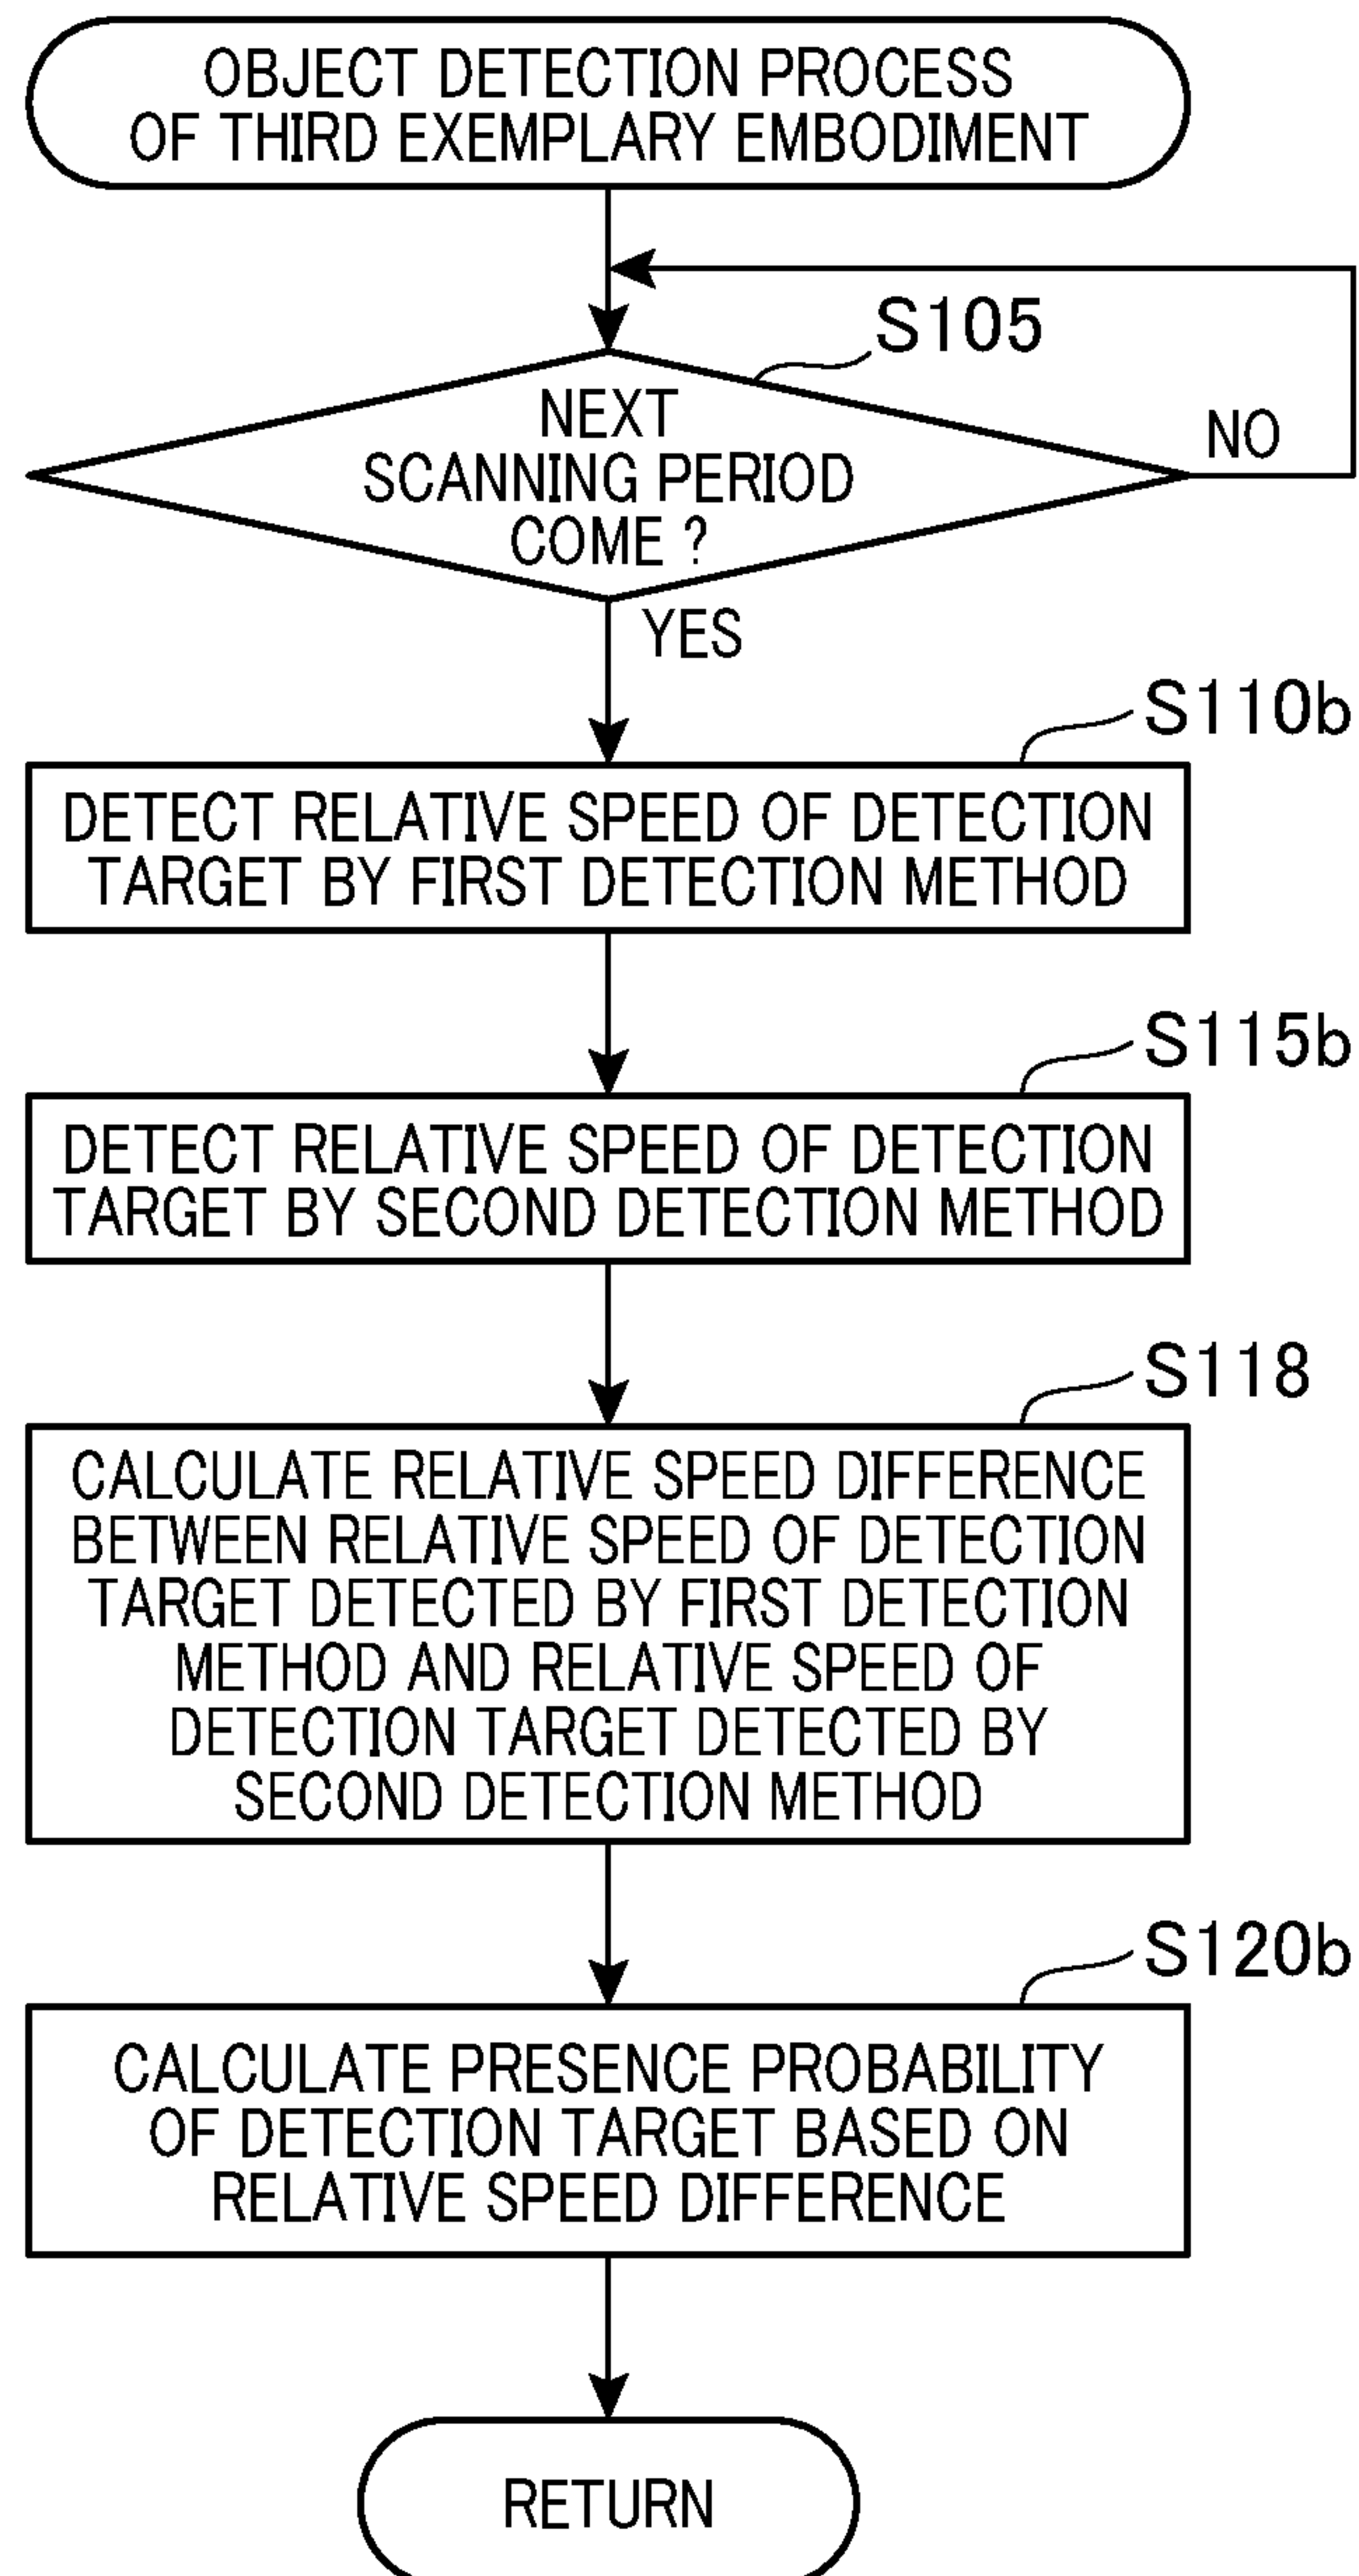 OBJECT DETECTION PROCESS
OF THIRD EXEMPLARY EMBODIMENT
S105
NEXT
SCANNING PERIOD
COME ?
NO
YES
S110b
DETECT RELATIVE SPEED OF DETECTION
TARGET BY FIRST DETECTION METHOD
S115b
DETECT RELATIVE SPEED OF DETECTION
TARGET BY SECOND DETECTION METHOD
S118
CALCULATE RELATIVE SPEED DIFFERENCE
BETWEEN RELATIVE SPEED OF DETECTION
TARGET DETECTED BY FIRST DETECTION
METHOD AND RELATIVE SPEED OF
DETECTION TARGET DETECTED BY
SECOND DETECTION METHOD
S120b
CALCULATE PRESENCE PROBABILITY
OF DETECTION TARGET BASED ON
RELATIVE SPEED DIFFERENCE
RETURN